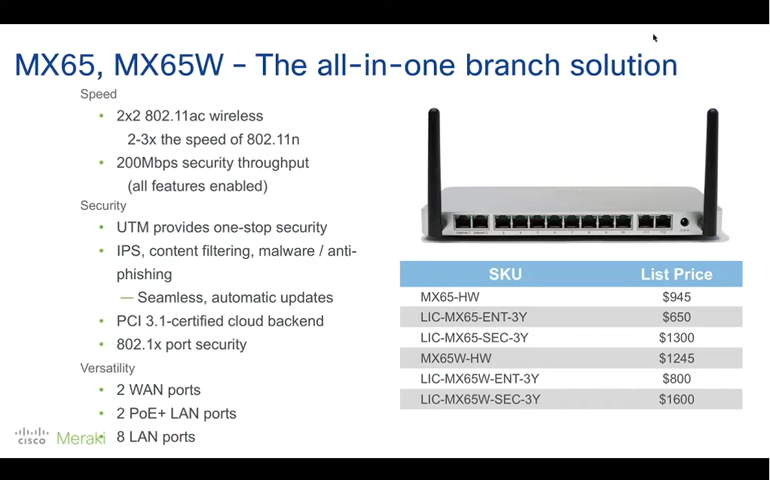 MX65, MX65W – The all-in-one branch solution
Speed
• 2x2 802.11ac wireless
2-3x the speed of 802.11n
• 200Mbps security throughput
(all features enabled)
Security
• UTM provides one-stop security
• IPS, content filtering, malware / anti-
phishing
— Seamless, automatic updates
• PCI 3.1-certified cloud backend
• 802.1x port security
Versatility
• 2 WAN ports
• 2 PoE+ LAN ports
• 8 LAN ports
SKU List Price
MX65-HW $945
LIC-MX65-ENT-3Y $650
LIC-MX65-SEC-3Y $1300
MX65W-HW $1245
LIC-MX65W-ENT-3Y $800
LIC-MX65W-SEC-3Y $1600
CISCO Meraki